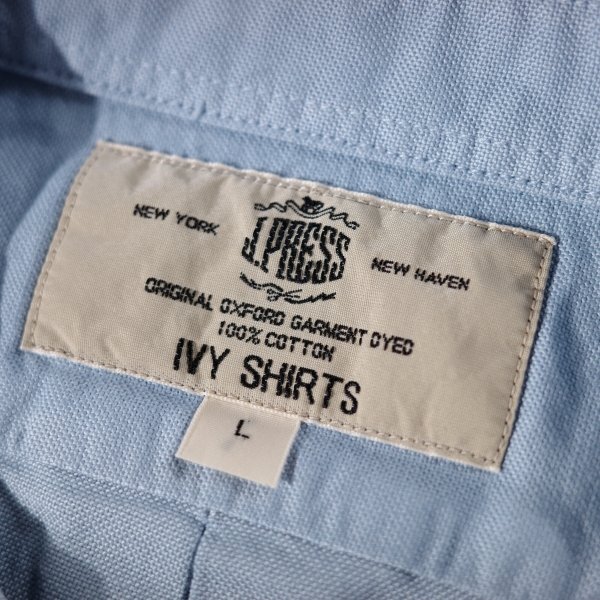 NEW YORK
J. PRESS
NEW HAVEN
ORIGINAL OXFORD GARMENT DYED
100% COTTON
IVY SHIRTS
L